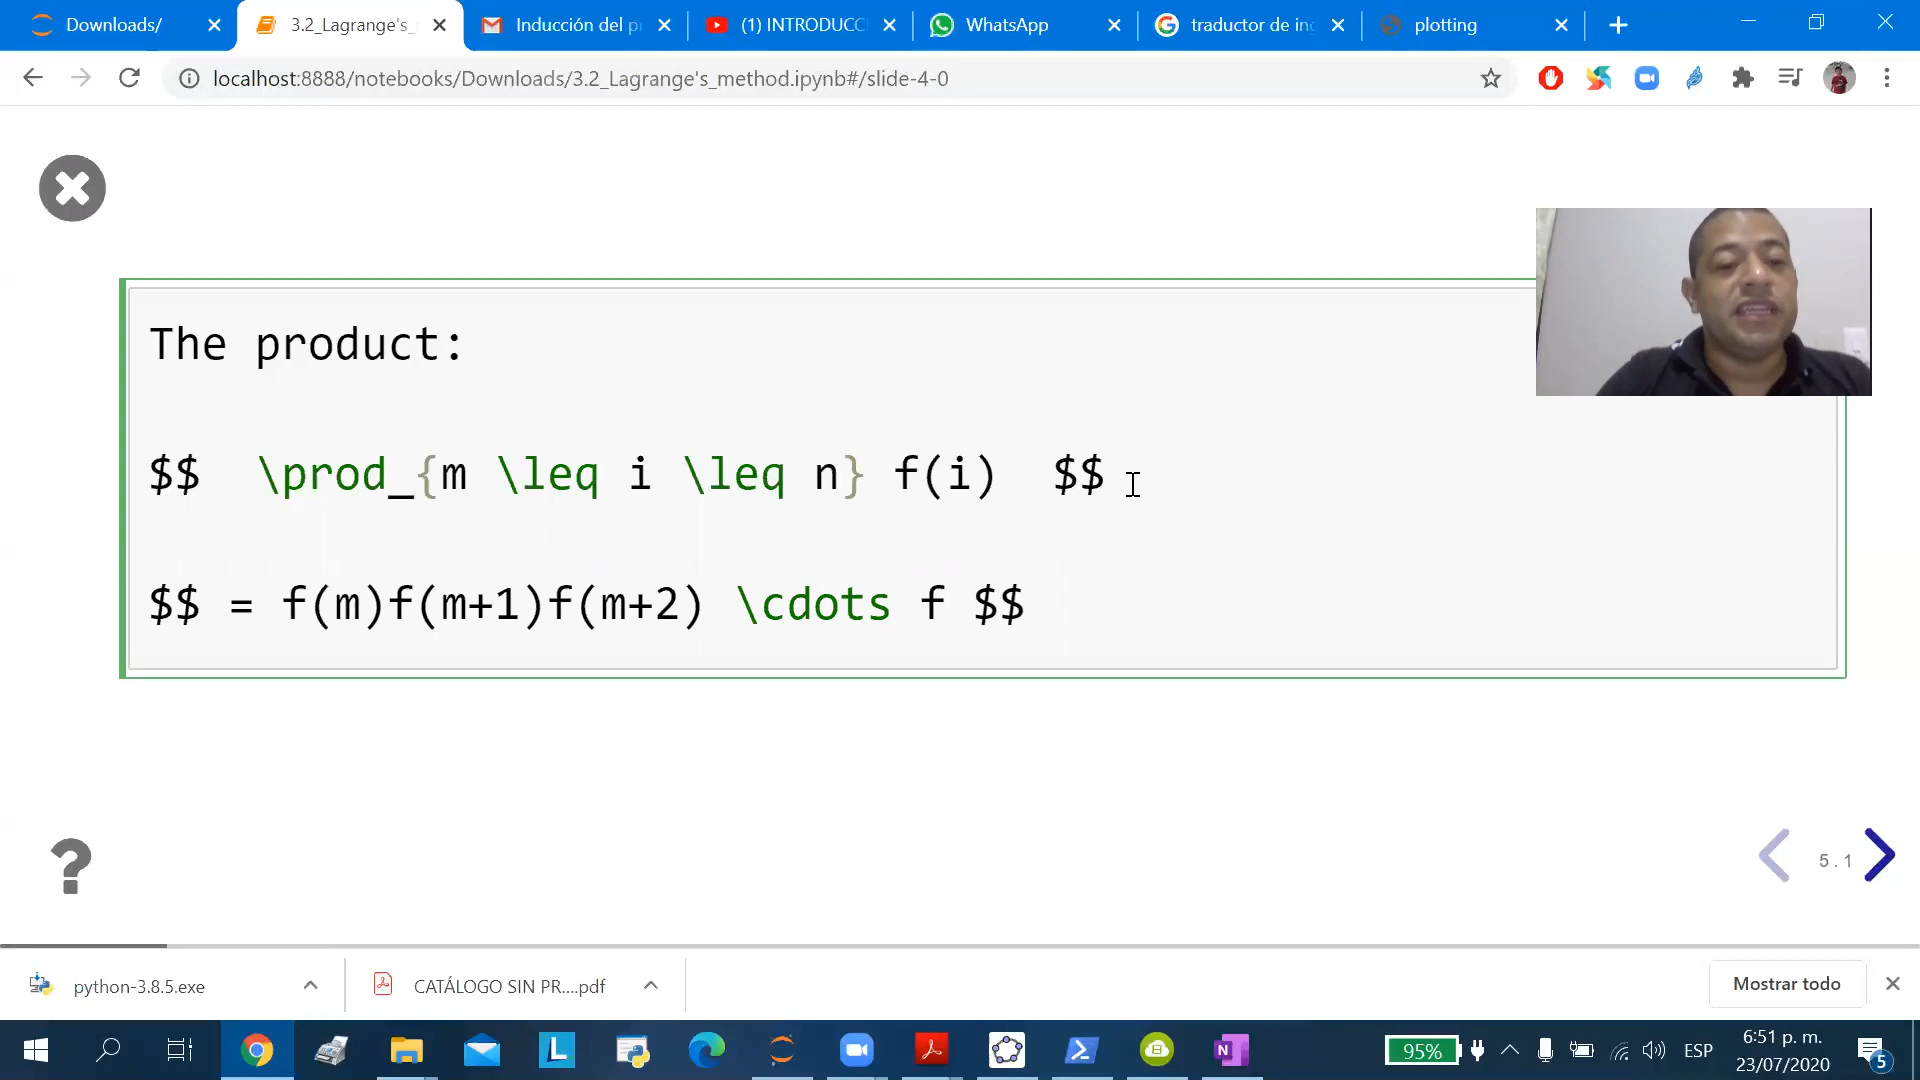 Downloads/
3.2_Lagrange's_
Inducción del p
(1) INTRODUCC
WhatsApp
traductor de in
plotting
localhost:8888/notebooks/Downloads/3.2_Lagrange's_method.ipynb#/slide-4-0
The product:
$$ \prod_{m \leq i \leq n} f(i) $$
$$ = f(m)f(m+1)f(m+2) \cdots f $$
?
5 . 1
python-3.8.5.exe
CATÁLOGO SIN PR....pdf
Mostrar todo
95%
ESP
6:51 p. m.
23/07/2020
5